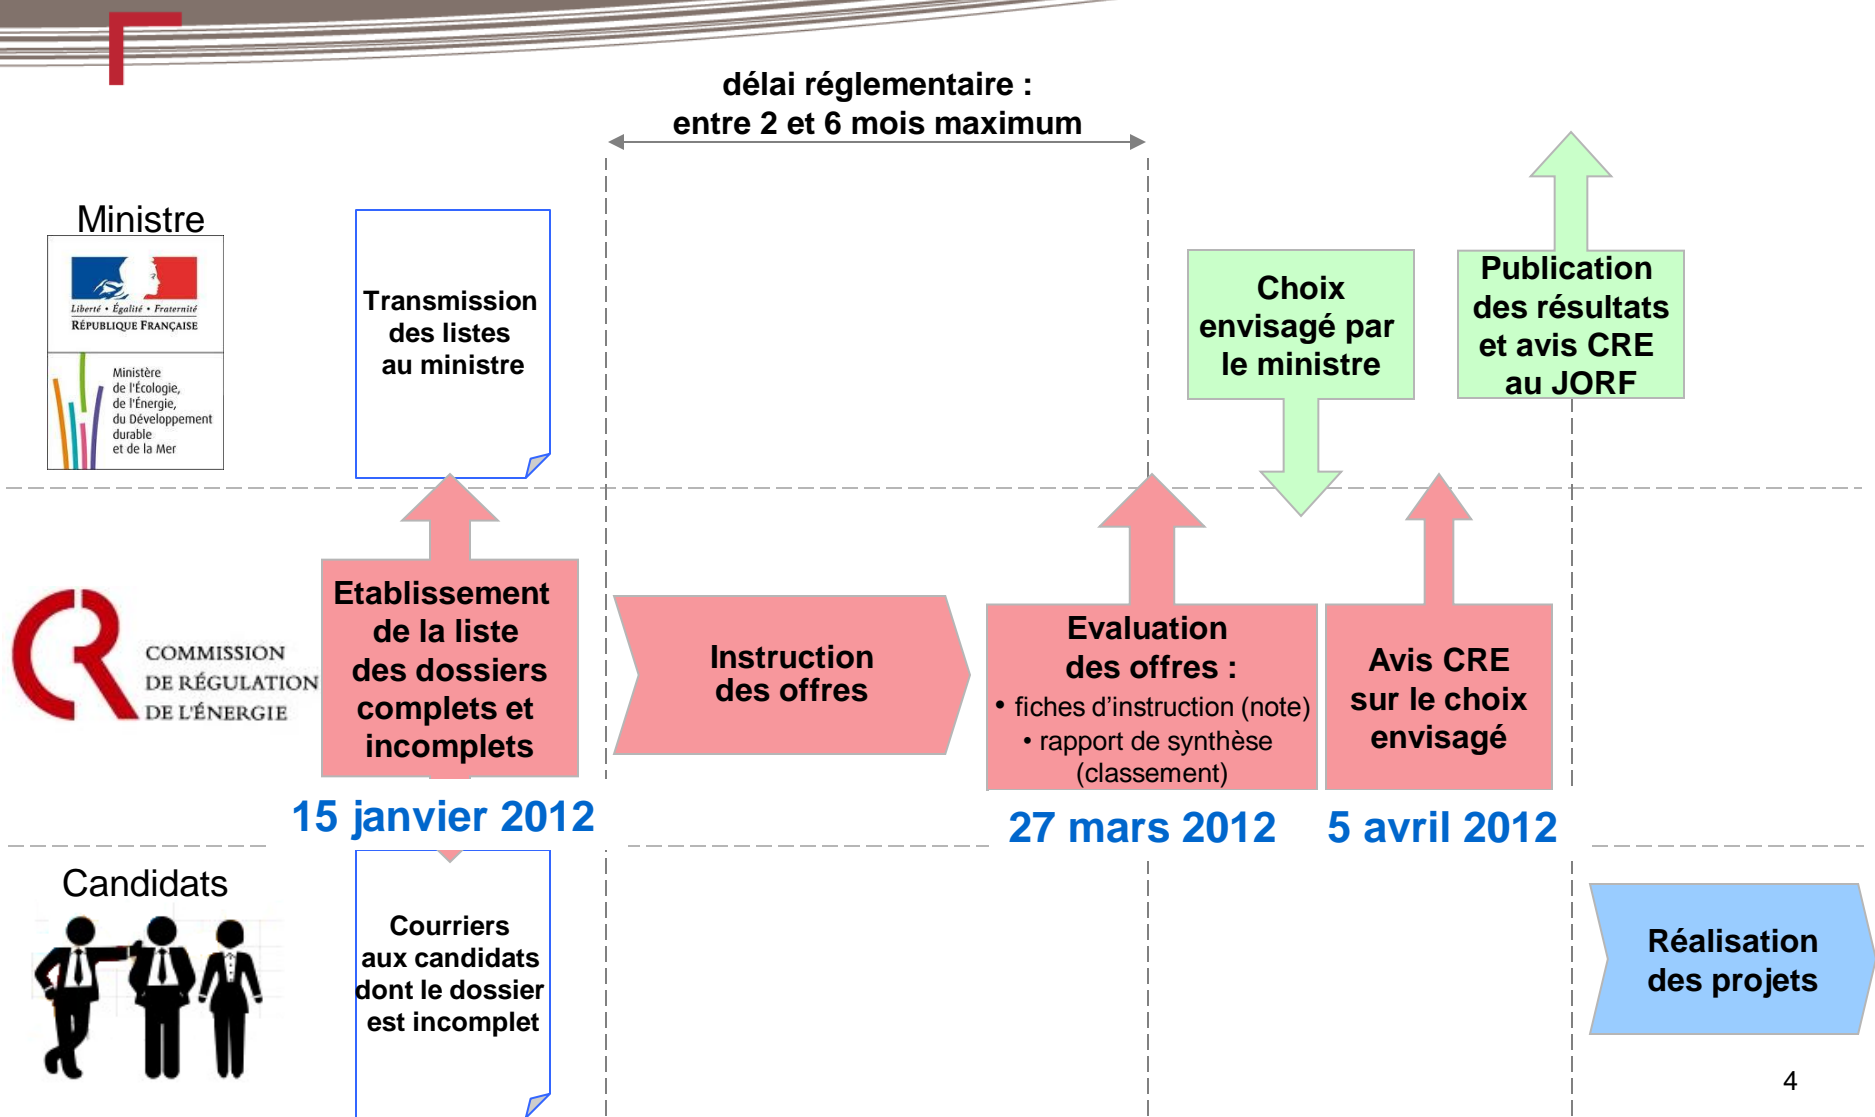 délai réglementaire :
entre 2 et 6 mois maximum
Ministre
Liberté • Égalité • Fraternité
RÉPUBLIQUE FRANÇAISE
Ministère
de l'Écologie,
de l'Énergie,
du Développement
durable
et de la Mer
Transmission
des listes
au ministre
Choix
envisagé par
le ministre
Publication
des résultats
et avis CRE
au JORF
COMMISSION
DE RÉGULATION
DE L'ÉNERGIE
Etablissement
de la liste
des dossiers
complets et
incomplets
Instruction
des offres
Evaluation
des offres :
• fiches d’instruction (note)
• rapport de synthèse
(classement)
Avis CRE
sur le choix
envisagé
15 janvier 2012
27 mars 2012
5 avril 2012
Candidats
Courriers
aux candidats
dont le dossier
est incomplet
Réalisation
des projets
4